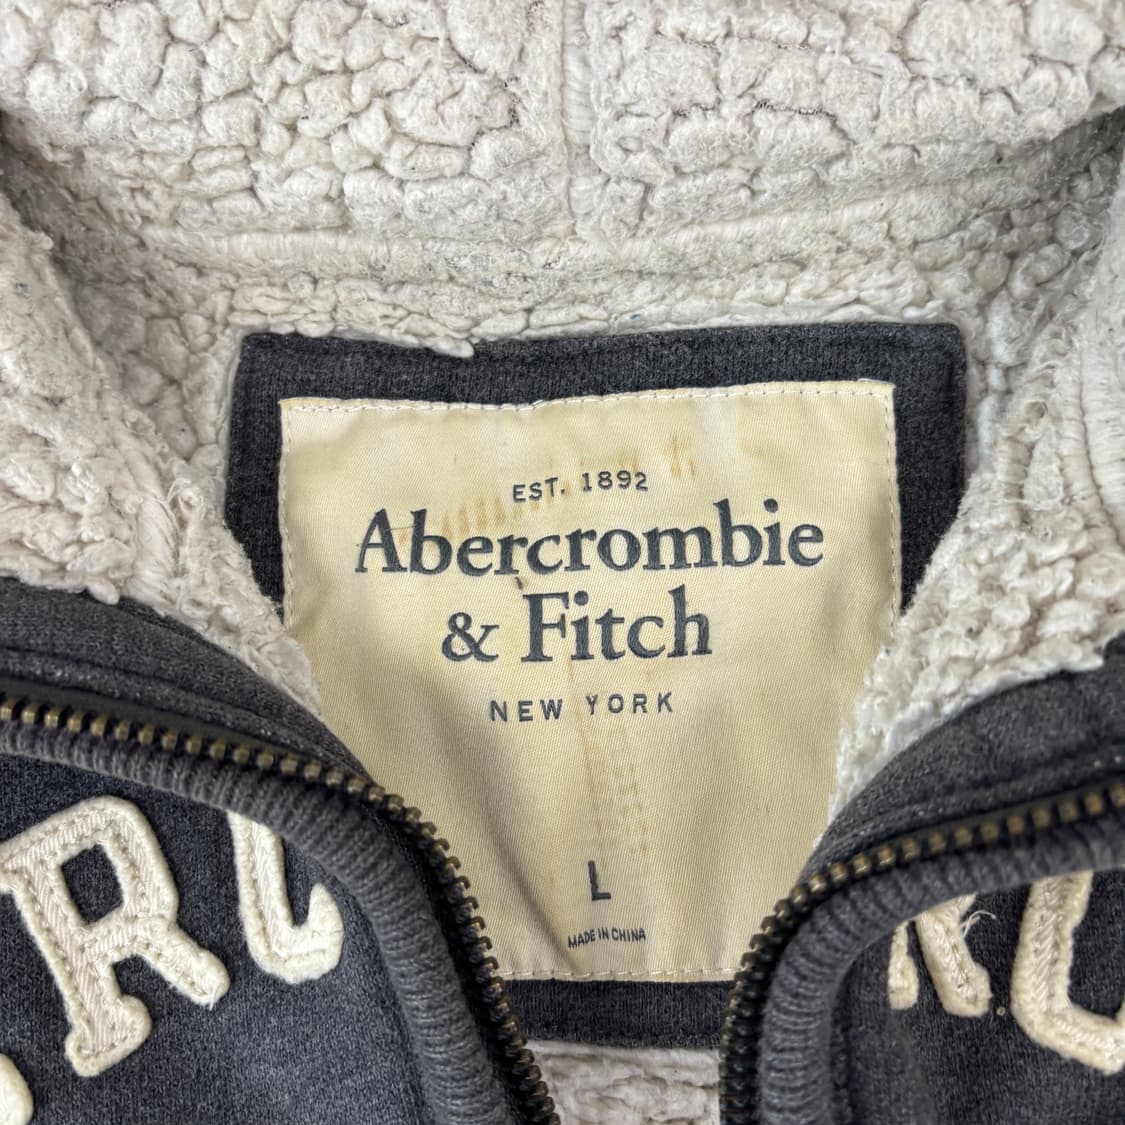 EST. 1892
Abercrombie
& Fitch
NEW YORK
L
MADE IN CHINA